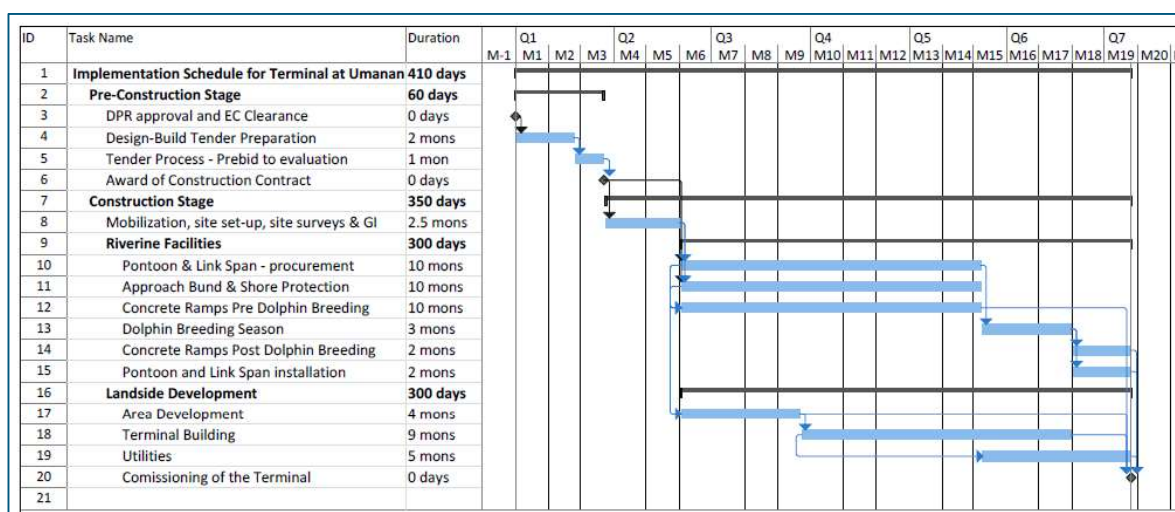 ID Task Name Duration Q1 Q2 Q3 Q4 Q5 Q6 Q7
M-1 M1 M2 M3 M4 M5 M6 M7 M8 M9 M10 M11 M12 M13 M14 M15 M16 M17 M18 M19 M20
1 Implementation Schedule for Terminal at Umanan 410 days
2 Pre-Construction Stage 60 days
3 DPR approval and EC Clearance 0 days
4 Design-Build Tender Preparation 2 mons
5 Tender Process - Prebid to evaluation 1 mon
6 Award of Construction Contract 0 days
7 Construction Stage 350 days
8 Mobilization, site set-up, site surveys & GI 2.5 mons
9 Riverine Facilities 300 days
10 Pontoon & Link Span - procurement 10 mons
11 Approach Bund & Shore Protection 10 mons
12 Concrete Ramps Pre Dolphin Breeding 10 mons
13 Dolphin Breeding Season 3 mons
14 Concrete Ramps Post Dolphin Breeding 2 mons
15 Pontoon and Link Span installation 2 mons
16 Landside Development 300 days
17 Area Development 4 mons
18 Terminal Building 9 mons
19 Utilities 5 mons
20 Comissioning of the Terminal 0 days
21